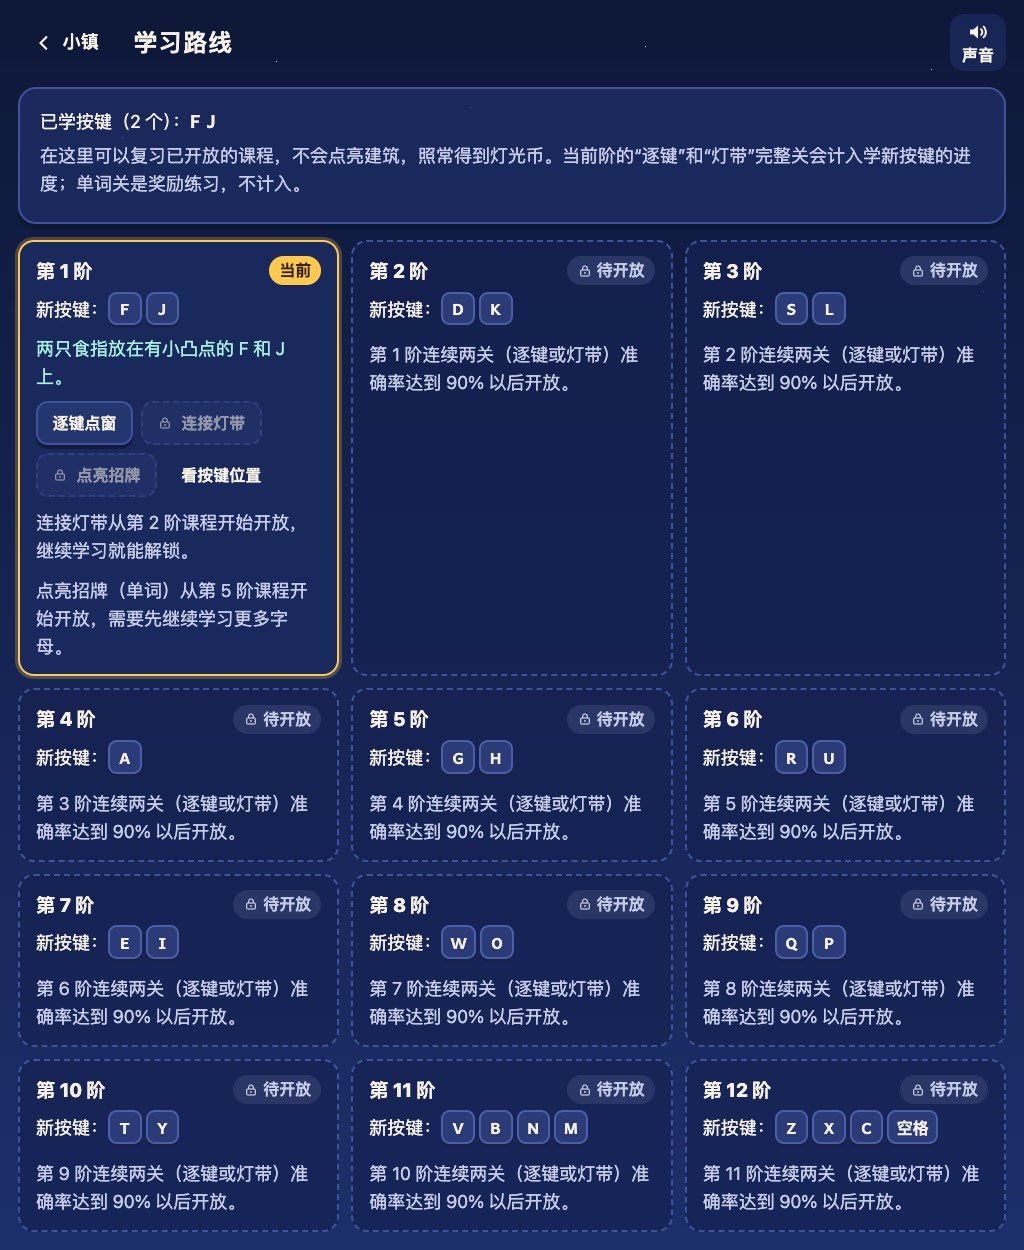 小镇
学习路线
声音
已学按键（2 个）：F J
在这里可以复习已开放的课程，不会点亮建筑，照常得到灯光币。当前阶的“逐键”和“灯带”完整关会计入学新按键的进
度；单词关是奖励练习，不计入。
第 1 阶
当前
新按键： F J
两只食指放在有小凸点的 F 和 J
上。
逐键点窗
连接灯带
点亮招牌
看按键位置
连接灯带从第 2 阶课程开始开放，
继续学习就能解锁。
点亮招牌（单词）从第 5 阶课程开
始开放，需要先继续学习更多字
母。
第 2 阶
待开放
新按键： D K
第 1 阶连续两关（逐键或灯带）准
确率达到 90% 以后开放。
第 3 阶
待开放
新按键： S L
第 2 阶连续两关（逐键或灯带）准
确率达到 90% 以后开放。
第 4 阶
待开放
新按键： A
第 3 阶连续两关（逐键或灯带）准
确率达到 90% 以后开放。
第 5 阶
待开放
新按键： G H
第 4 阶连续两关（逐键或灯带）准
确率达到 90% 以后开放。
第 6 阶
待开放
新按键： R U
第 5 阶连续两关（逐键或灯带）准
确率达到 90% 以后开放。
第 7 阶
待开放
新按键： E I
第 6 阶连续两关（逐键或灯带）准
确率达到 90% 以后开放。
第 8 阶
待开放
新按键： W O
第 7 阶连续两关（逐键或灯带）准
确率达到 90% 以后开放。
第 9 阶
待开放
新按键： Q P
第 8 阶连续两关（逐键或灯带）准
确率达到 90% 以后开放。
第 10 阶
待开放
新按键： T Y
第 9 阶连续两关（逐键或灯带）准
确率达到 90% 以后开放。
第 11 阶
待开放
新按键： V B N M
第 10 阶连续两关（逐键或灯带）准
确率达到 90% 以后开放。
第 12 阶
待开放
新按键： Z X C 空格
第 11 阶连续两关（逐键或灯带）准
确率达到 90% 以后开放。